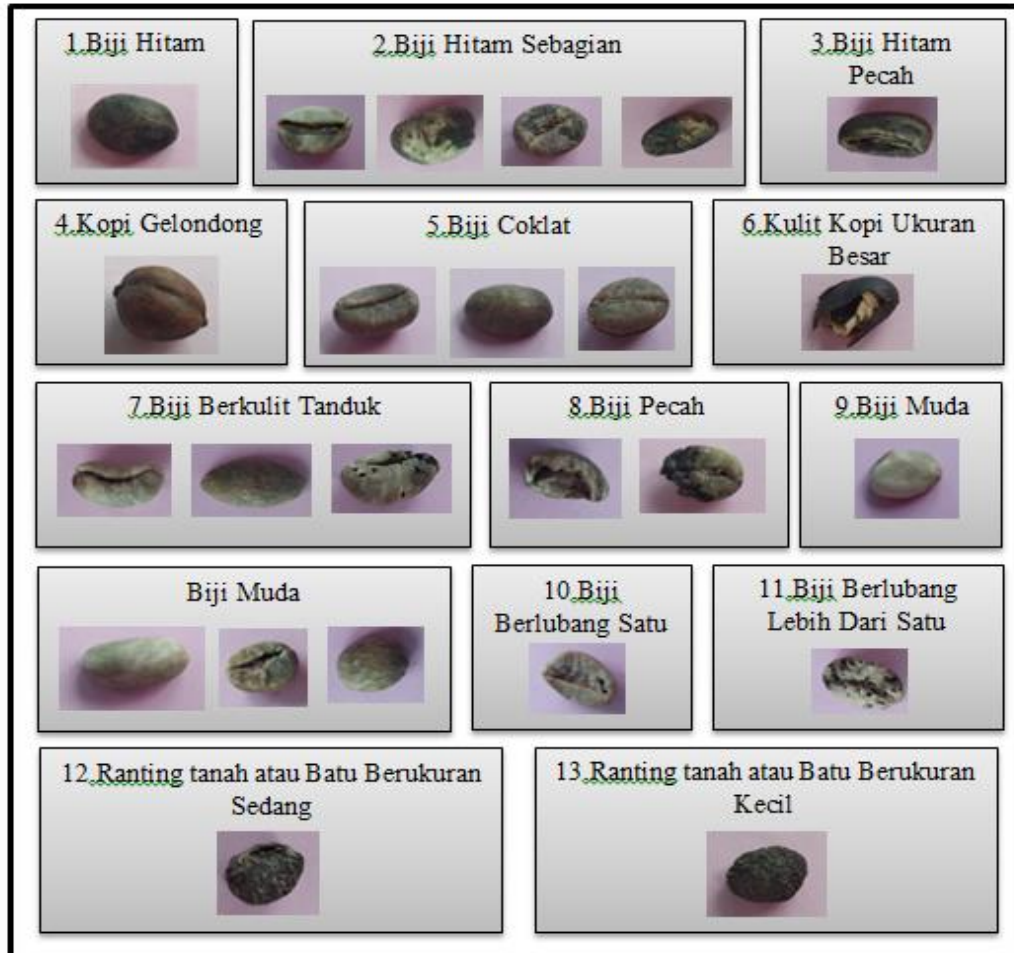 1.Biji Hitam
2.Biji Hitam Sebagian
3.Biji Hitam
Pecah
4.Kopi Gelondong
5.Biji Coklat
6.Kulit Kopi Ukuran
Besar
7.Biji Berkulit Tanduk
8.Biji Pecah
9.Biji Muda
Biji Muda
10.Biji
Berlubang Satu
11.Biji Berlubang
Lebih Dari Satu
12.Ranting tanah atau Batu Berukuran
Sedang
13.Ranting tanah atau Batu Berukuran
Kecil